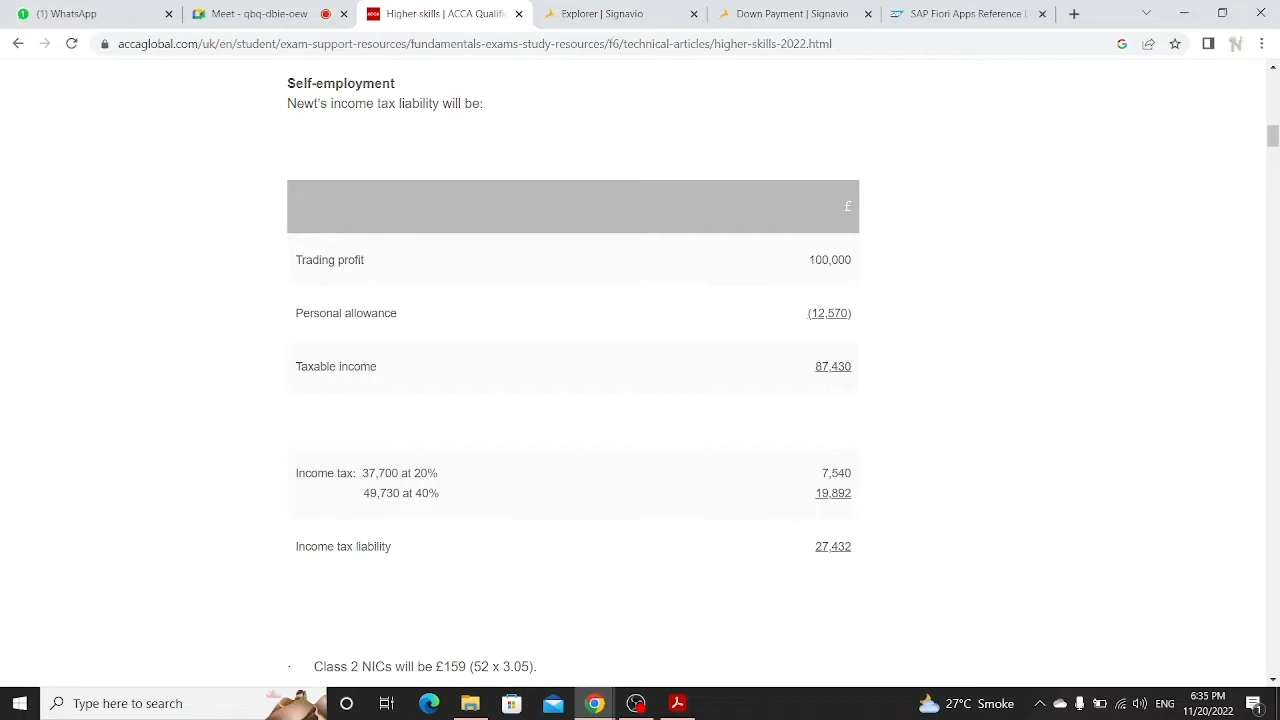 (1) WhatsApp
Meet - qbq-dbie-oew
ACCA
Higher skills | ACCA Qualific
Explorer | Signavio
Down Payment | Signavio
SAP Fiori Apps Reference L
accaglobal.com/uk/en/student/exam-support-resources/fundamentals-exams-study-resources/f6/technical-articles/higher-skills-2022.html
Self-employment
Newt's income tax liability will be:
£
Trading profit 100,000
Personal allowance (12,570)
Taxable income 87,430
Income tax: 37,700 at 20% 7,540
49,730 at 40% 19,892
Income tax liability 27,432
· Class 2 NICs will be £159 (52 x 3.05).
Type here to search
27°C Smoke
ENG
6:35 PM
11/20/2022